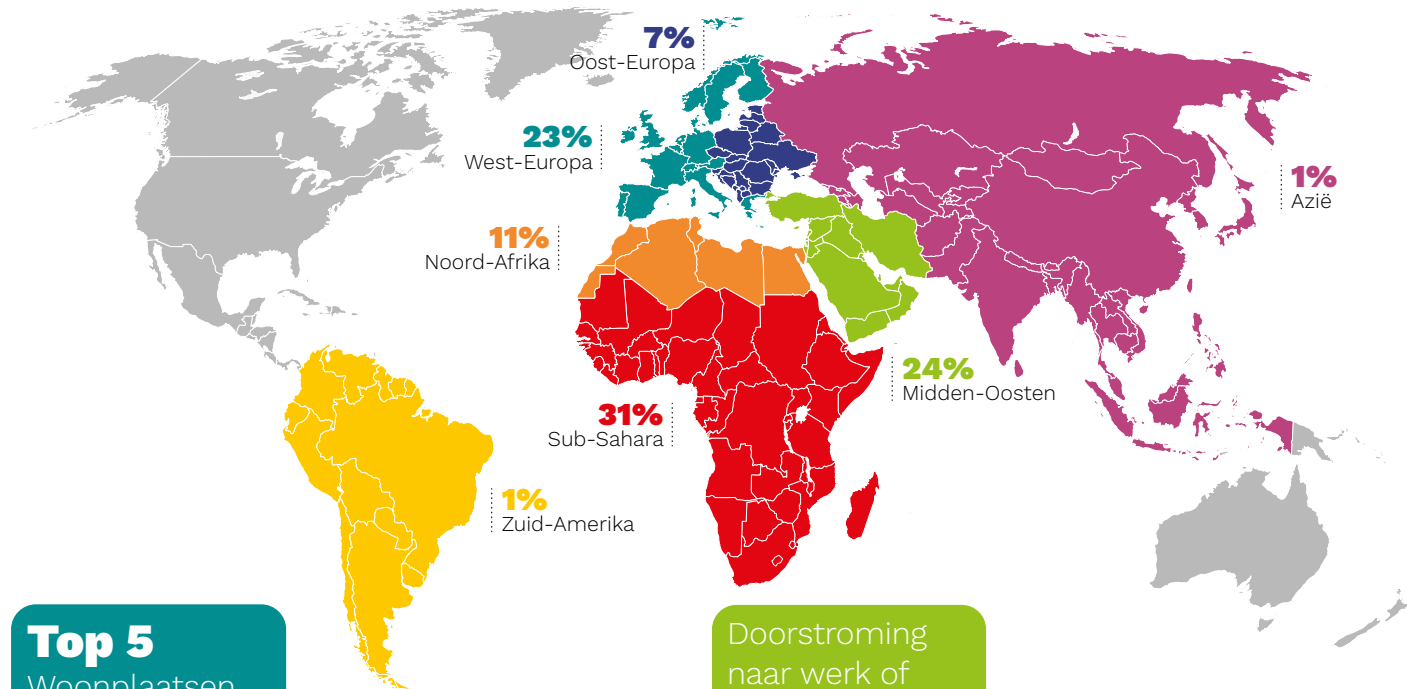 7%
Oost-Europa
23%
West-Europa
1%
Azië
11%
Noord-Afrika
24%
Midden-Oosten
31%
Sub-Sahara
1%
Zuid-Amerika
Top 5
Woonplaatsen
Doorstroming
naar werk of